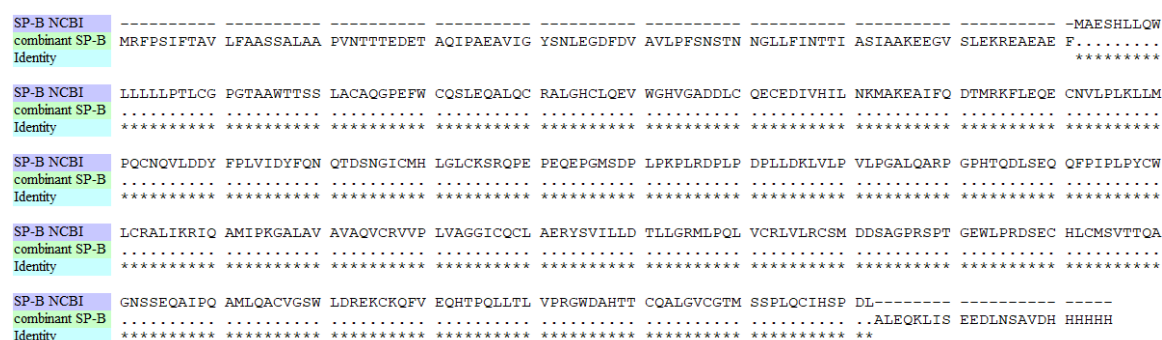 SP-B NCBI ---------- ---------- ---------- ---------- ---------- ---------- ---------- ---------- ---------- -MAESHLLQW
combinant SP-B MRFPSIFTAV LFAASSALAA PVNTTTEDET AQIPAEAVIG YSNLEGDFDV AVLPFSNSTN NGLLFINTTI ASIAAKEEGV SLEKREAEAE F.........
Identity *********
SP-B NCBI LLLLLPTLCG PGTAAWTTSS LACAQGPEFW CQSLEQALQC RALGHCLQEV WGHVGADDLC QECEDIVHIL NKMAKEAIFQ DTMRKFLEQE CNVLPLKLLM
combinant SP-B .......... .......... .......... .......... .......... .......... .......... .......... .......... ..........
Identity ********** ********** ********** ********** ********** ********** ********** ********** ********** **********
SP-B NCBI PQCNQVLDDY FPLVIDYFQN QTDSNGICMH LGLCKSRQPE PEQEPGMSDP LPKPLRDPLP DPLLDKLVLP VLPGALQARP GPHTQDLSEQ QFPIPLPYCW
combinant SP-B .......... .......... .......... .......... .......... .......... .......... .......... .......... ..........
Identity ********** ********** ********** ********** ********** ********** ********** ********** ********** **********
SP-B NCBI LCRALIKRIQ AMIPKGALAV AVAQVCRVVP LVAGGICQCL AERYSVILLD TLLGRMLPQL VCRLVLRCSM DDSAGPRSPT GEWLPRDSEC HLCMSVTTQA
combinant SP-B .......... .......... .......... .......... .......... .......... .......... .......... .......... ..........
Identity ********** ********** ********** ********** ********** ********** ********** ********** ********** **********
SP-B NCBI GNSSEQAIPQ AMLQACVGSW LDREKCKQFV EQHTPQLLTL VPRGWDAHTT CQALGVCGTM SSPLQCIHSP DL-------- ---------- -----
combinant SP-B .......... .......... .......... .......... .......... .......... .......... ..ALEQKLIS EEDLNSAVDH HHHHH
Identity ********** ********** ********** ********** ********** ********** ********** **